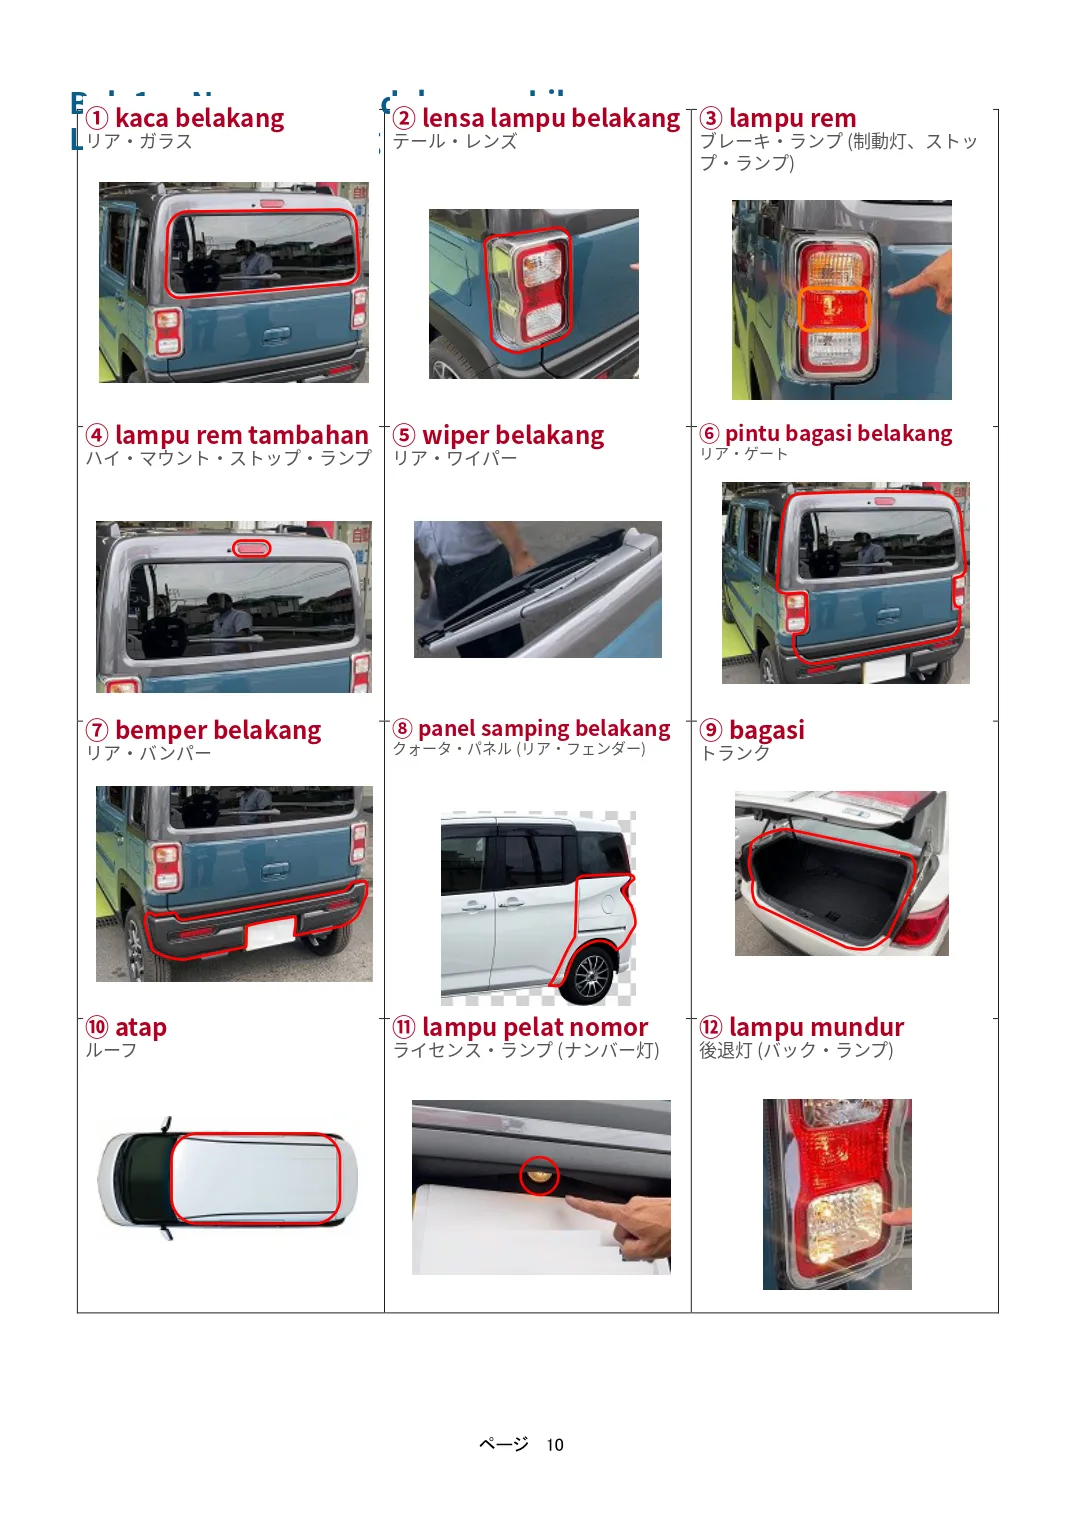 ① kaca belakang
リア・ガラス
② lensa lampu belakang
テール・レンズ
③ lampu rem
ブレーキ・ランプ (制動灯、ストッ
プ・ランプ)
④ lampu rem tambahan
ハイ・マウント・ストップ・ランプ
⑤ wiper belakang
リア・ワイパー
⑥ pintu bagasi belakang
リア・ゲート
⑦ bemper belakang
リア・バンパー
⑧ panel samping belakang
クォータ・パネル (リア・フェンダー)
⑨ bagasi
トランク
⑩ atap
ルーフ
⑪ lampu pelat nomor
ライセンス・ランプ (ナンバー灯)
⑫ lampu mundur
後退灯 (バック・ランプ)
ページ 10